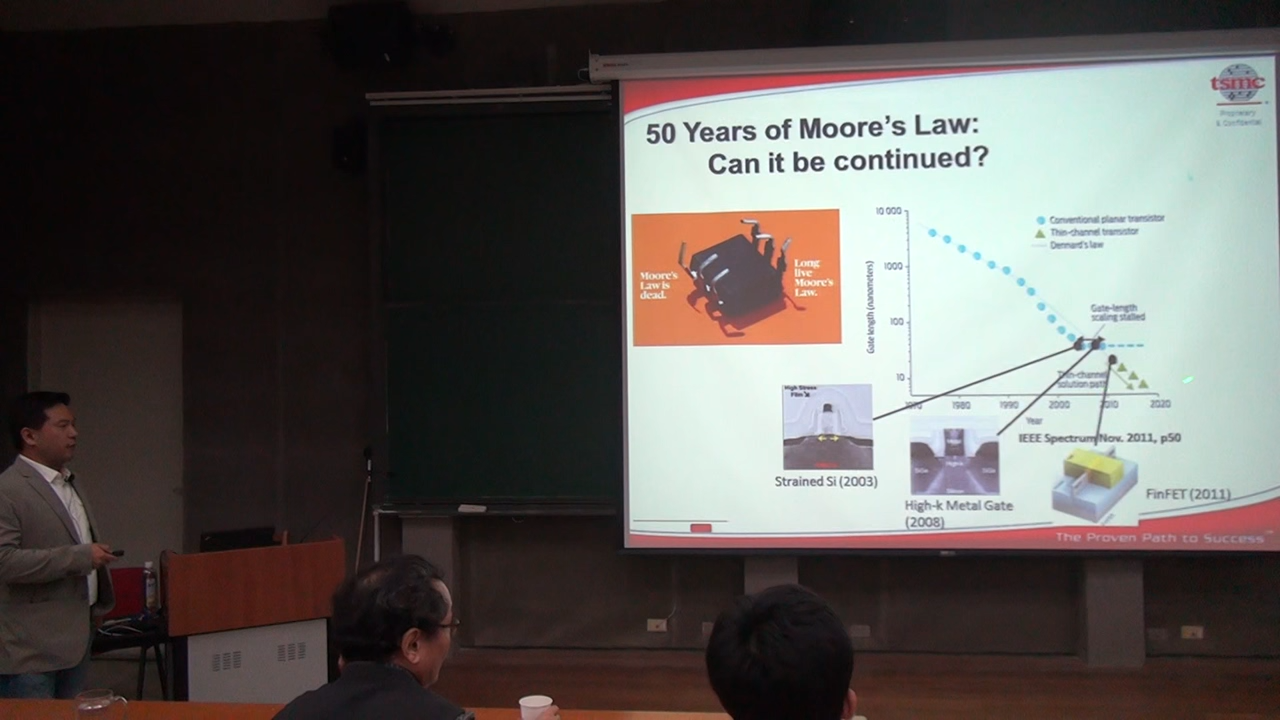 tsmc
Proprietary
& Confidential
50 Years of Moore's Law:
Can it be continued?
Moore's
Law is
dead.
Long
live
Moore's
Law.
10 000
1000
100
10
Gate length (nanometers)
Conventional planar transistor
Thin-channel transistor
Dennard's law
Gate-length
scaling stalled
Thin-channel
solution path
1970
1980
1990
2000
2010
2020
Year
IEEE Spectrum Nov. 2011, p50
High Stress
Film
Strained Si (2003)
High-k Metal Gate
(2008)
FinFET (2011)
The Proven Path to Success